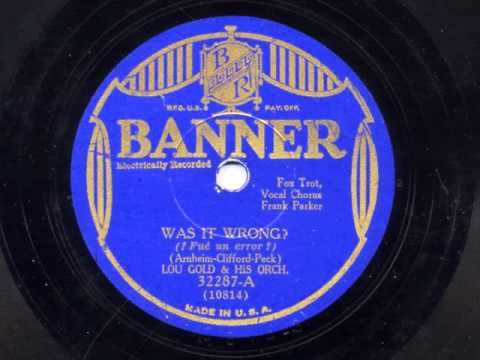 B
BELL
R
REG. U.S. PAT. OFF.
BANNER
Electrically Recorded
Fox Trot,
Vocal Chorus
Frank Parker
WAS IT WRONG?
(? Fué un error?)
(Arnheim-Clifford-Peck)
LOU GOLD & HIS ORCH.
32287-A
(10814)
MADE IN U.S.A.